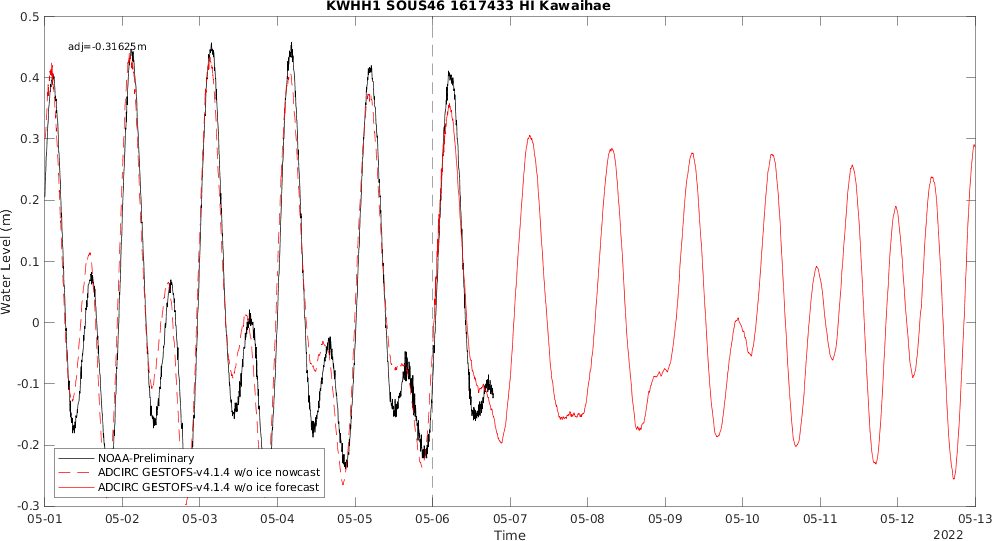 KWHH1 SOUS46 1617433 HI Kawaihae
adj=-0.31625m
0.5
0.4
0.3
0.2
0.1
0
-0.1
-0.2
-0.3
Water Level (m)
NOAA-Preliminary
ADCIRC GESTOFS-v4.1.4 w/o ice nowcast
ADCIRC GESTOFS-v4.1.4 w/o ice forecast
05-01 05-02 05-03 05-04 05-05 05-06 05-07 05-08 05-09 05-10 05-11 05-12 05-13
Time
2022